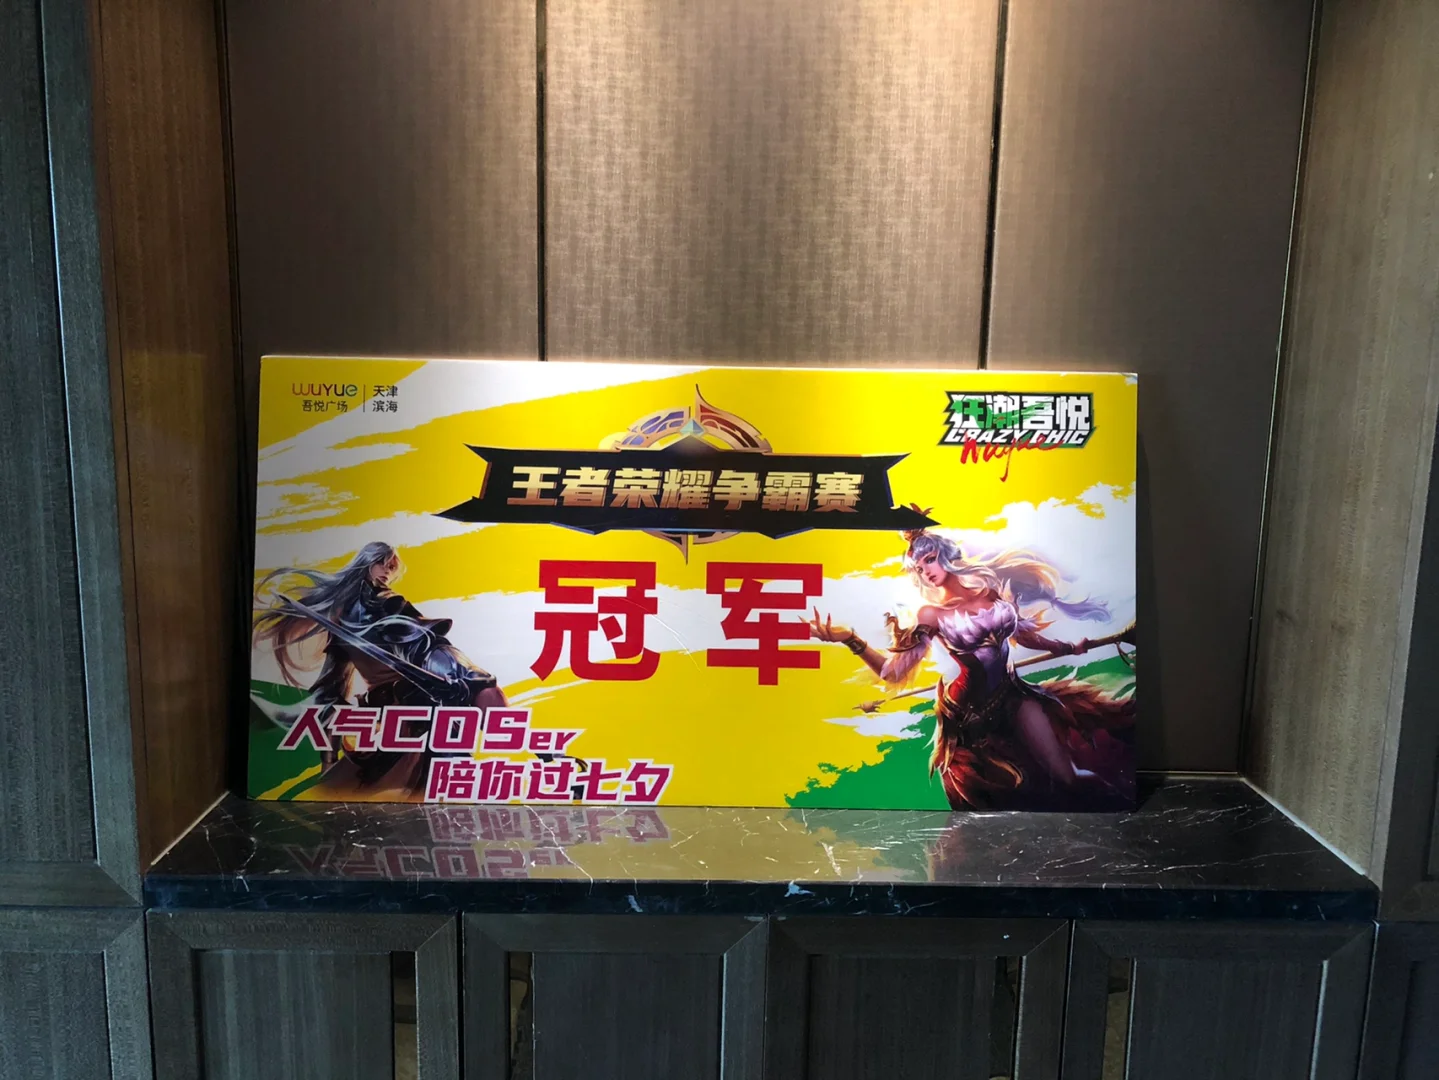 WUYUE
吾悦广场
天津
滨海
狂潮吾悦
CRAZY CHIC
Wuyue
王者荣耀争霸赛
冠军
人气COSer
陪你过七夕